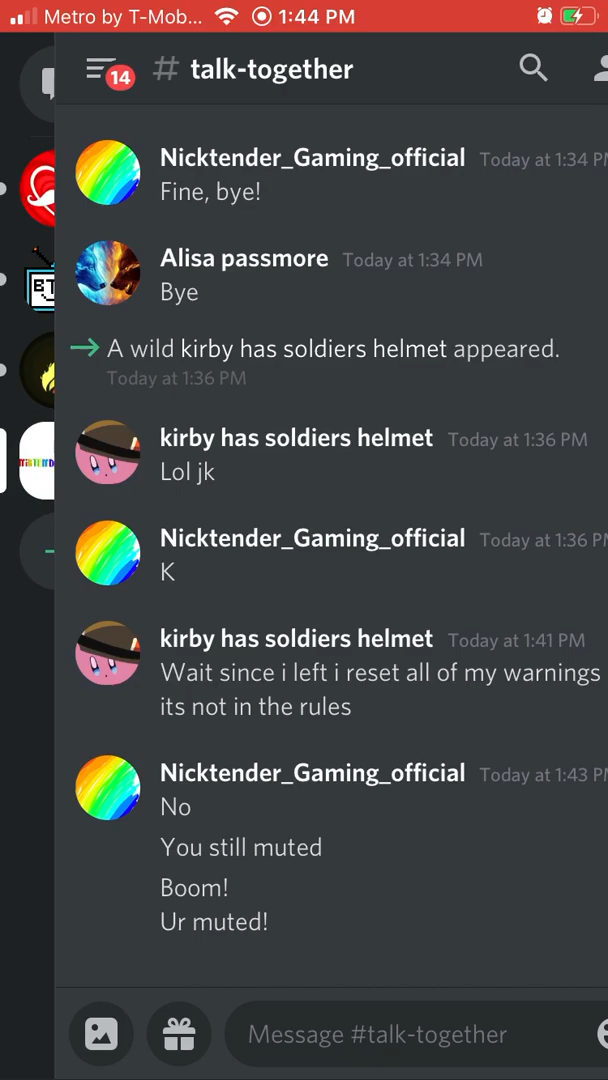 Metro by T-Mob... 1:44 PM
14 # talk-together
Nicktender_Gaming_official Today at 1:34 PM
Fine, bye!
Alisa passmore Today at 1:34 PM
Bye
A wild kirby has soldiers helmet appeared.
Today at 1:36 PM
kirby has soldiers helmet Today at 1:36 PM
Lol jk
Nicktender_Gaming_official Today at 1:36 PM
K
kirby has soldiers helmet Today at 1:41 PM
Wait since i left i reset all of my warnings
its not in the rules
Nicktender_Gaming_official Today at 1:43 PM
No
You still muted
Boom!
Ur muted!
Message #talk-together